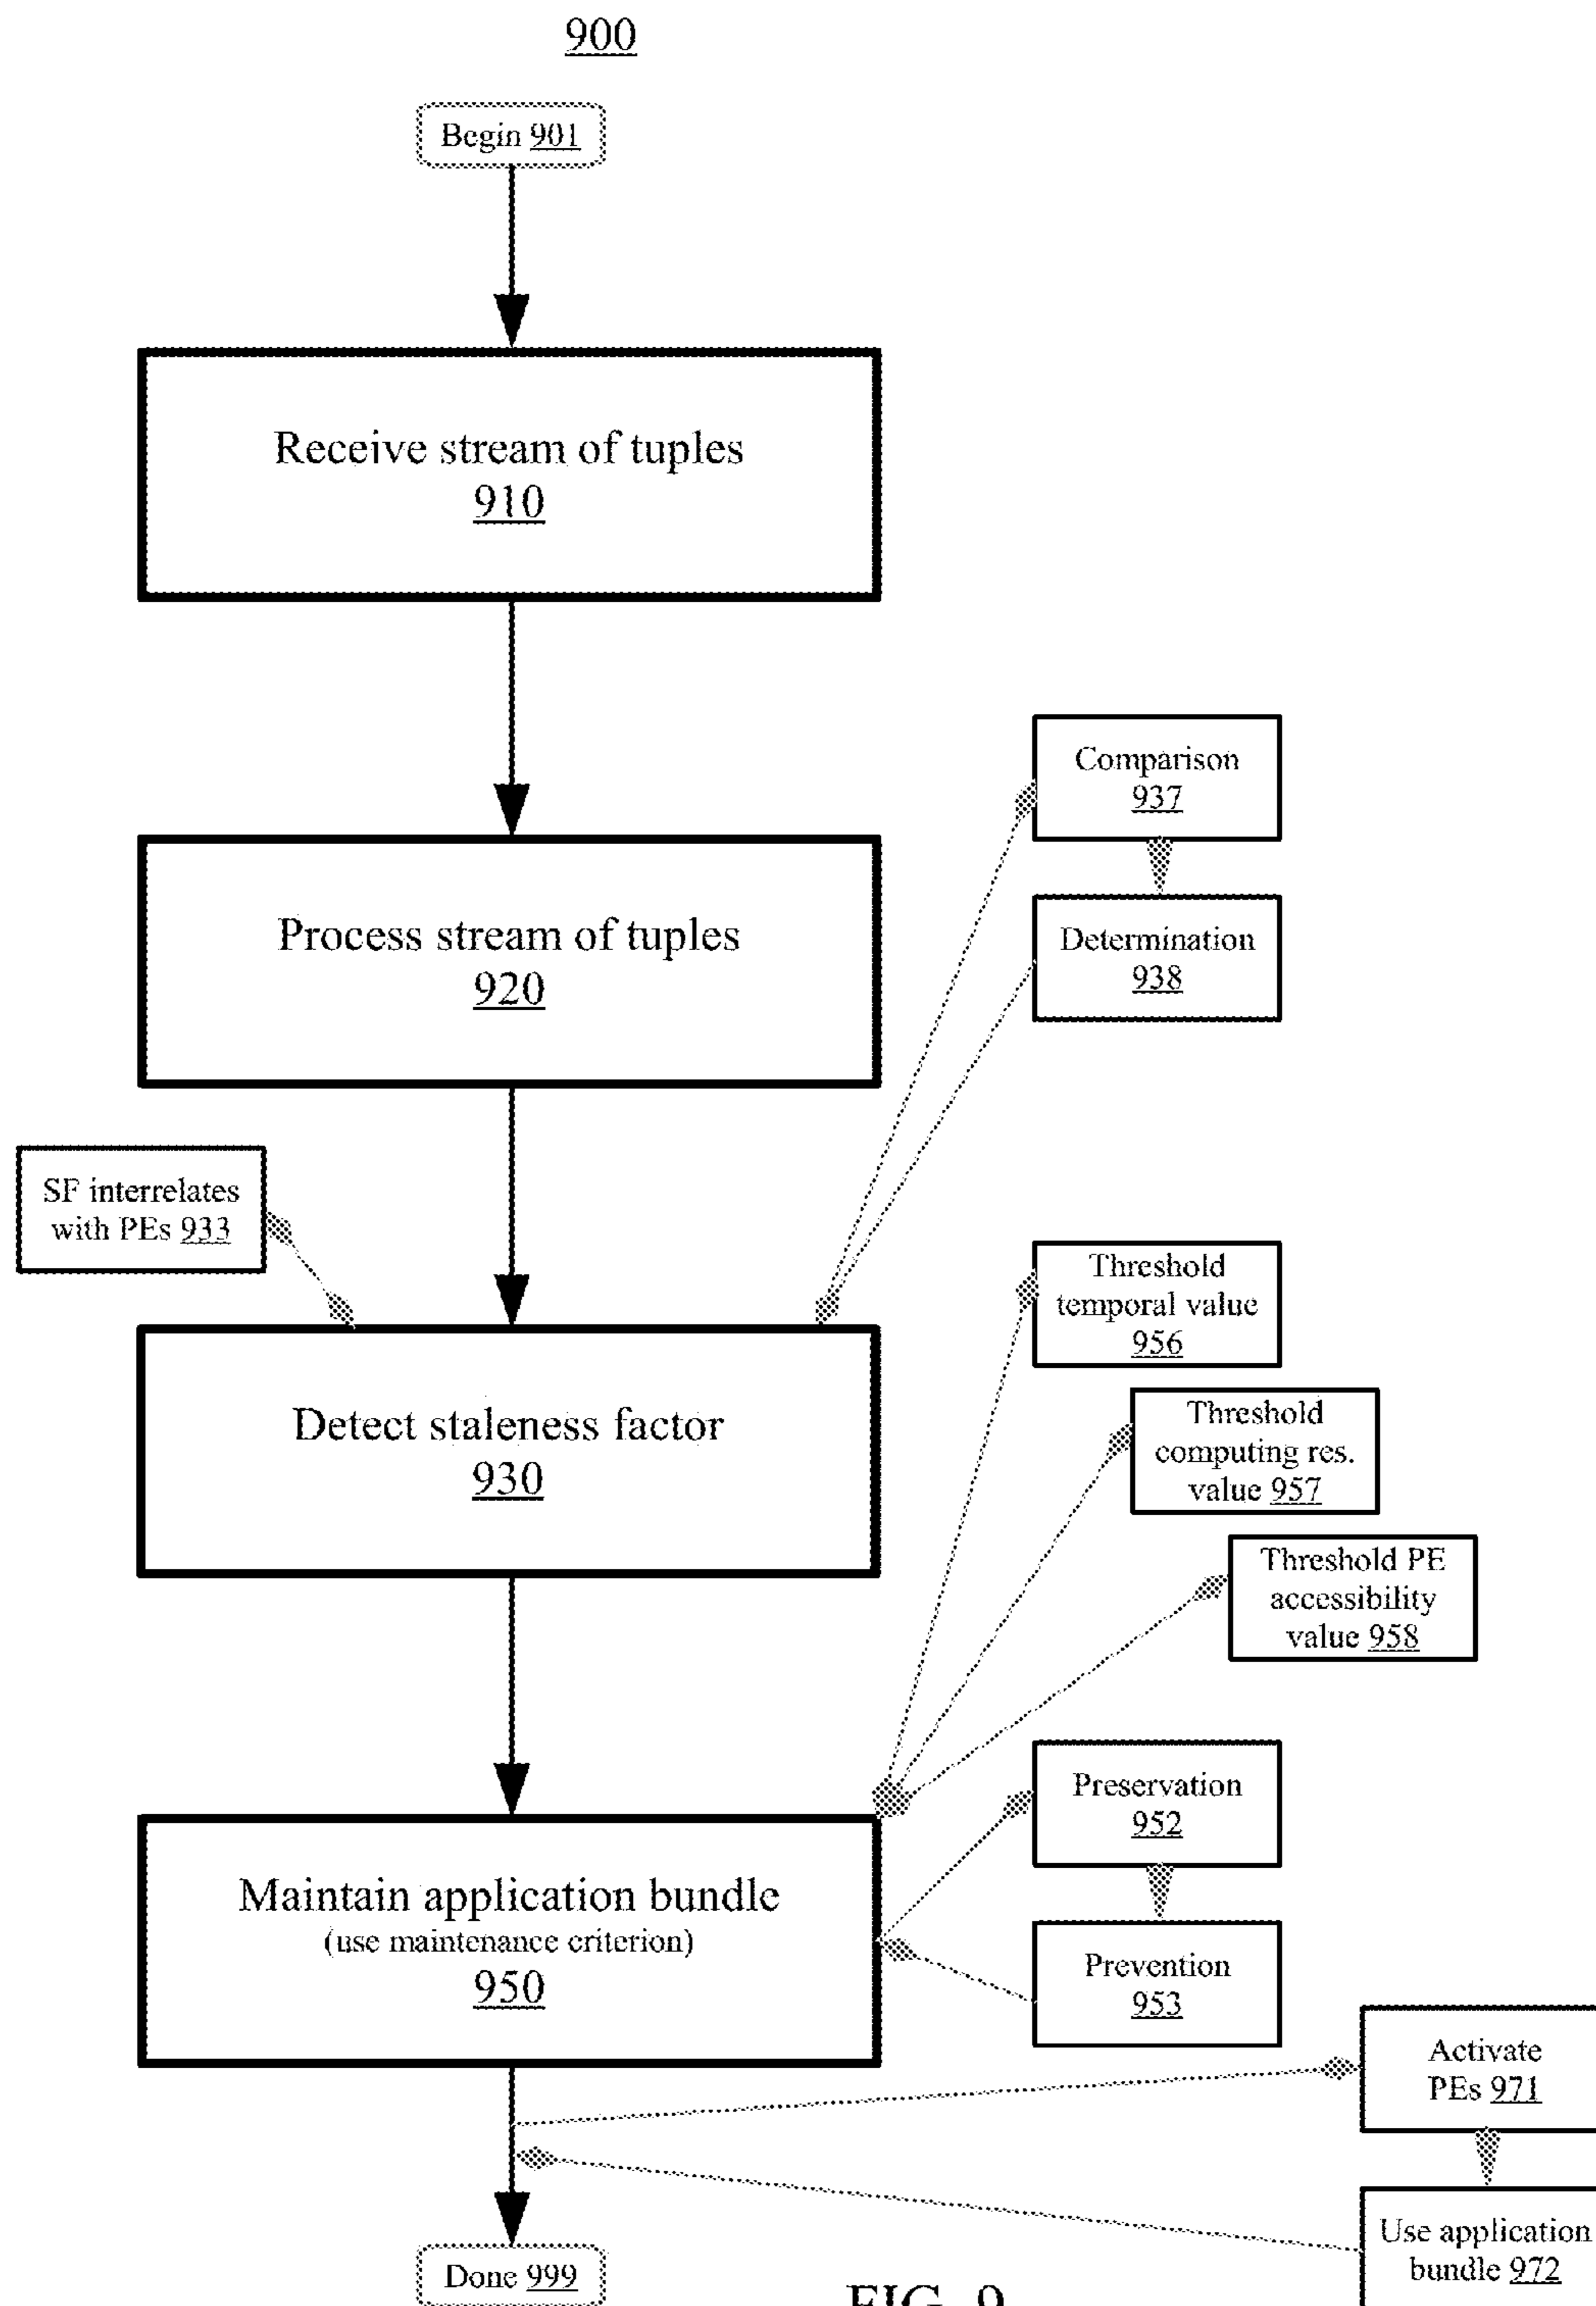 900
Begin 901
Receive stream of tuples
910
Process stream of tuples
920
Comparison
937
Determination
938
SF interrelates
with PEs 933
Detect staleness factor
930
Threshold
temporal value
956
Threshold
computing res.
value 957
Threshold PE
accessibility
value 958
Maintain application bundle
(use maintenance criterion)
950
Preservation
952
Prevention
953
Activate
PEs 971
Use application
bundle 972
Done 999
FIG. 9